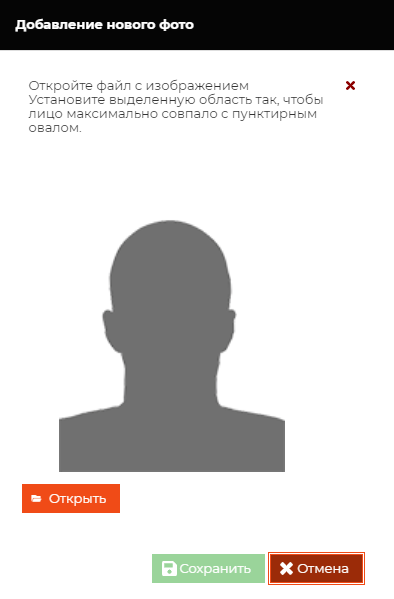 Добавление нового фото
Откройте файл с изображением
Установите выделенную область так, чтобы
лицо максимально совпало с пунктирным
овалом.
Открыть
Сохранить
Отмена